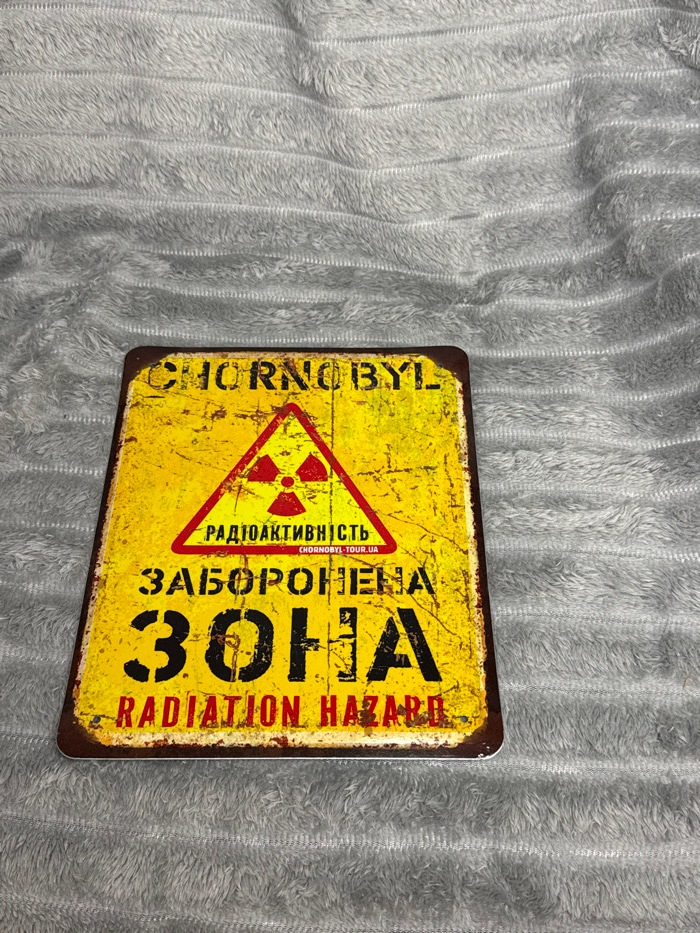 CHORNOBYL
РАДІОАКТИВНІСТЬ
CHORNOBYL-TOUR.UA
ЗАБОРОНЕНА
ЗОНА
RADIATION HAZARD